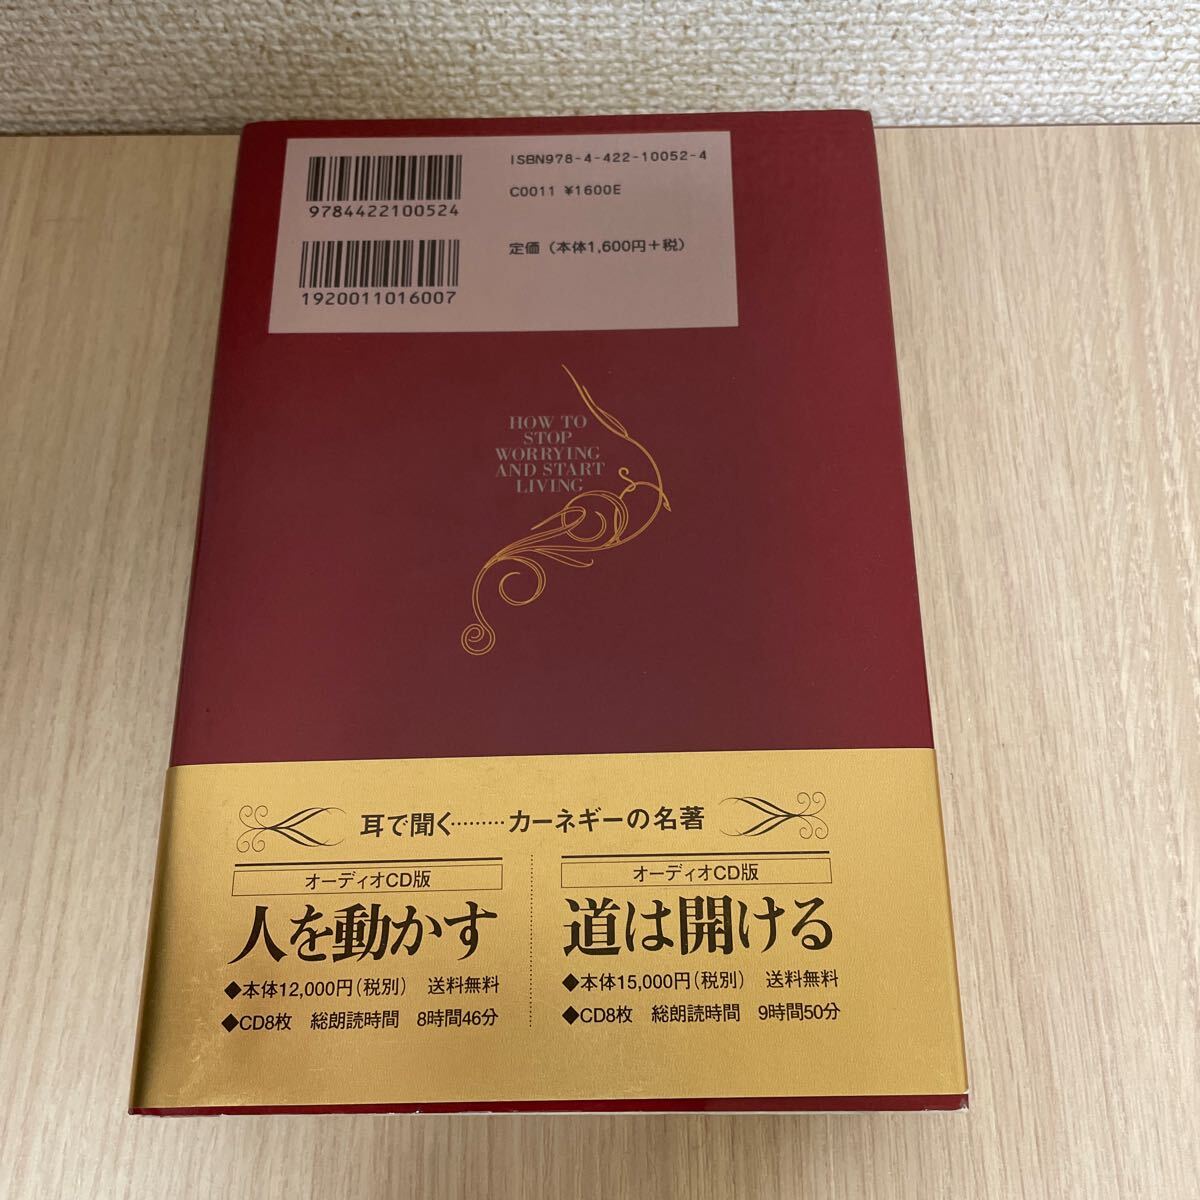 ISBN978-4-422-10052-4
9784422100524
C0011 ¥1600E
定価（本体1,600円＋税）
1920011016007
HOW TO
STOP
WORRYING
AND START
LIVING
耳で聞く………カーネギーの名著
オーディオCD版
人を動かす
◆本体12,000円（税別） 送料無料
◆CD8枚 総朗読時間 8時間46分
オーディオCD版
道は開ける
◆本体15,000円（税別） 送料無料
◆CD8枚 総朗読時間 9時間50分